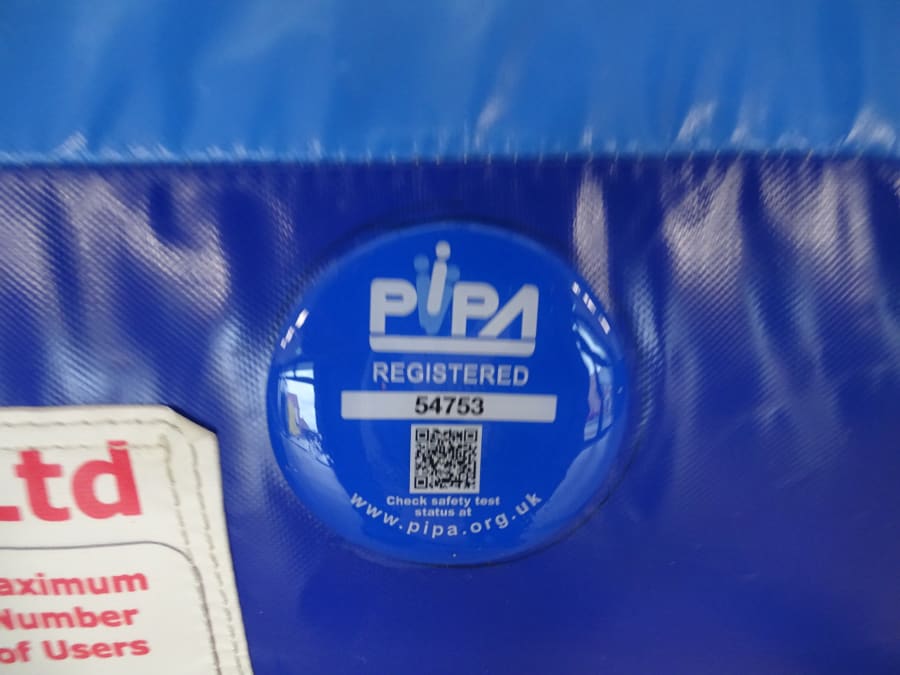 PiPA
REGISTERED
54753
Check safety test
status at
www.pipa.org.uk
Ltd
aximum
Number
of Users